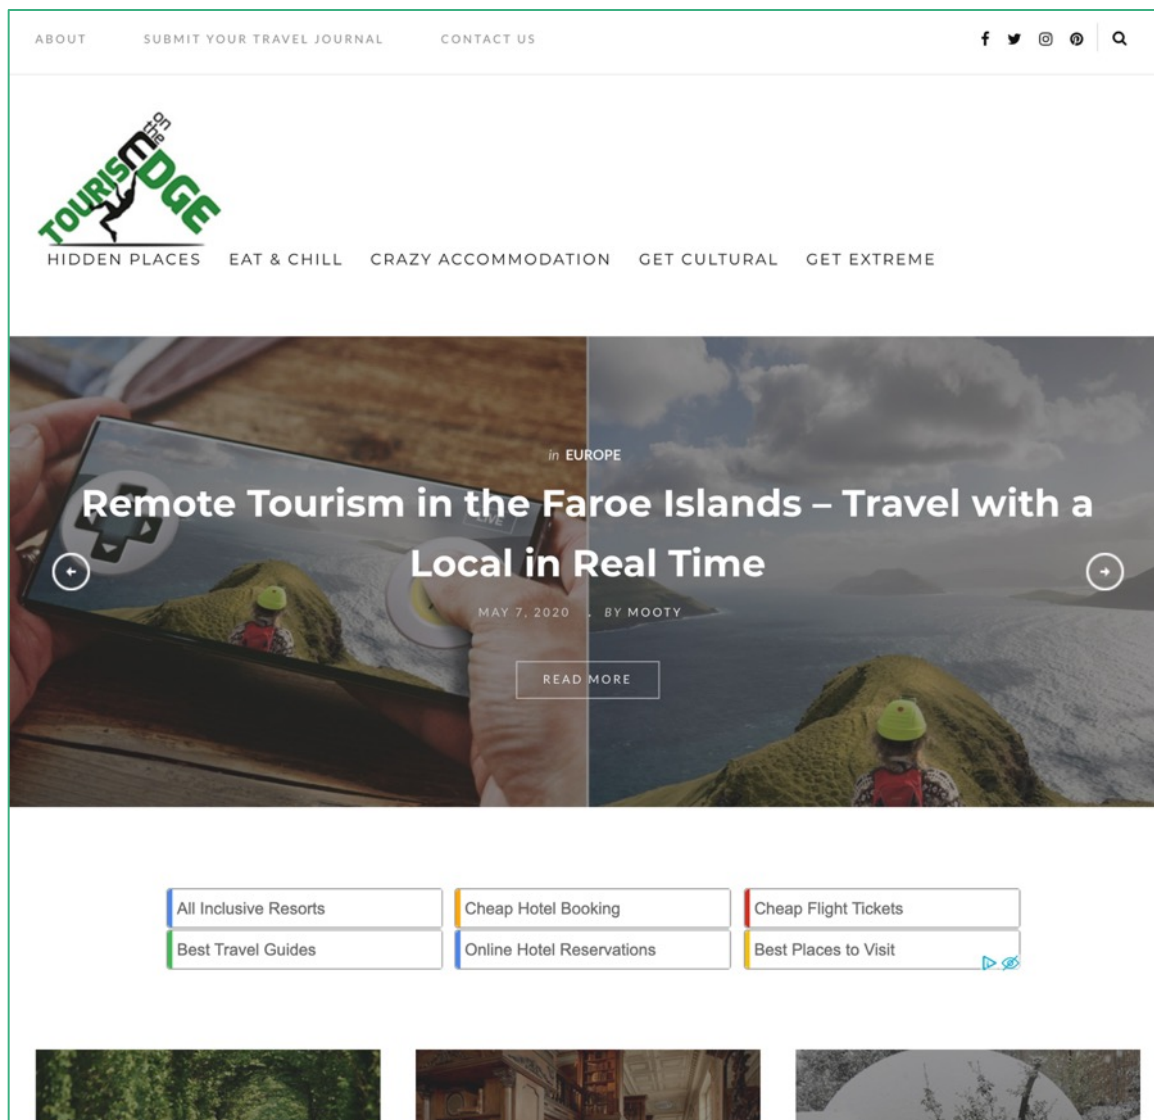 ABOUT
SUBMIT YOUR TRAVEL JOURNAL
CONTACT US
TOURISM on the EDGE
HIDDEN PLACES
EAT & CHILL
CRAZY ACCOMMODATION
GET CULTURAL
GET EXTREME
in EUROPE
Remote Tourism in the Faroe Islands – Travel with a
Local in Real Time
LIVE
MAY 7, 2020 . BY MOOTY
READ MORE
All Inclusive Resorts
Cheap Hotel Booking
Cheap Flight Tickets
Best Travel Guides
Online Hotel Reservations
Best Places to Visit